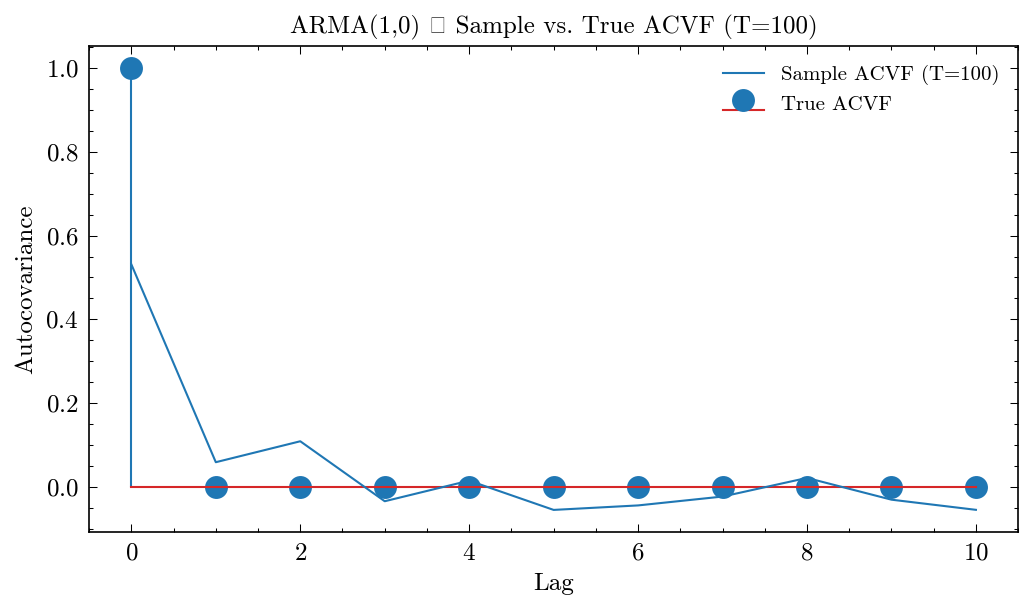 ARMA(1,0) □ Sample vs. True ACVF (T=100)
Sample ACVF (T=100)
True ACVF
Autocovariance
1.0
0.8
0.6
0.4
0.2
0.0
0 2 4 6 8 10
Lag